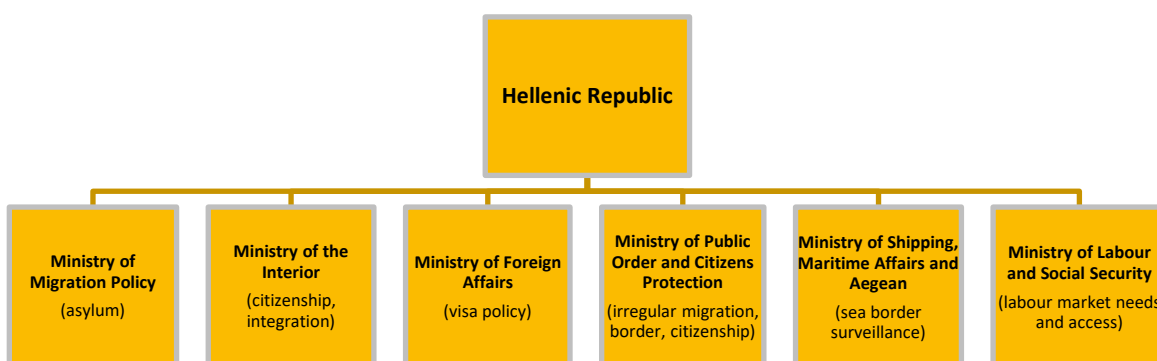 Hellenic Republic
Ministry of
Migration Policy
(asylum)
Ministry of the
Interior
(citizenship,
integration)
Ministry of Foreign
Affairs
(visa policy)
Ministry of Public
Order and Citizens
Protection
(irregular migration,
border, citizenship)
Ministry of Shipping,
Maritime Affairs and
Aegean
(sea border
surveillance)
Ministry of Labour
and Social Security
(labour market needs
and access)